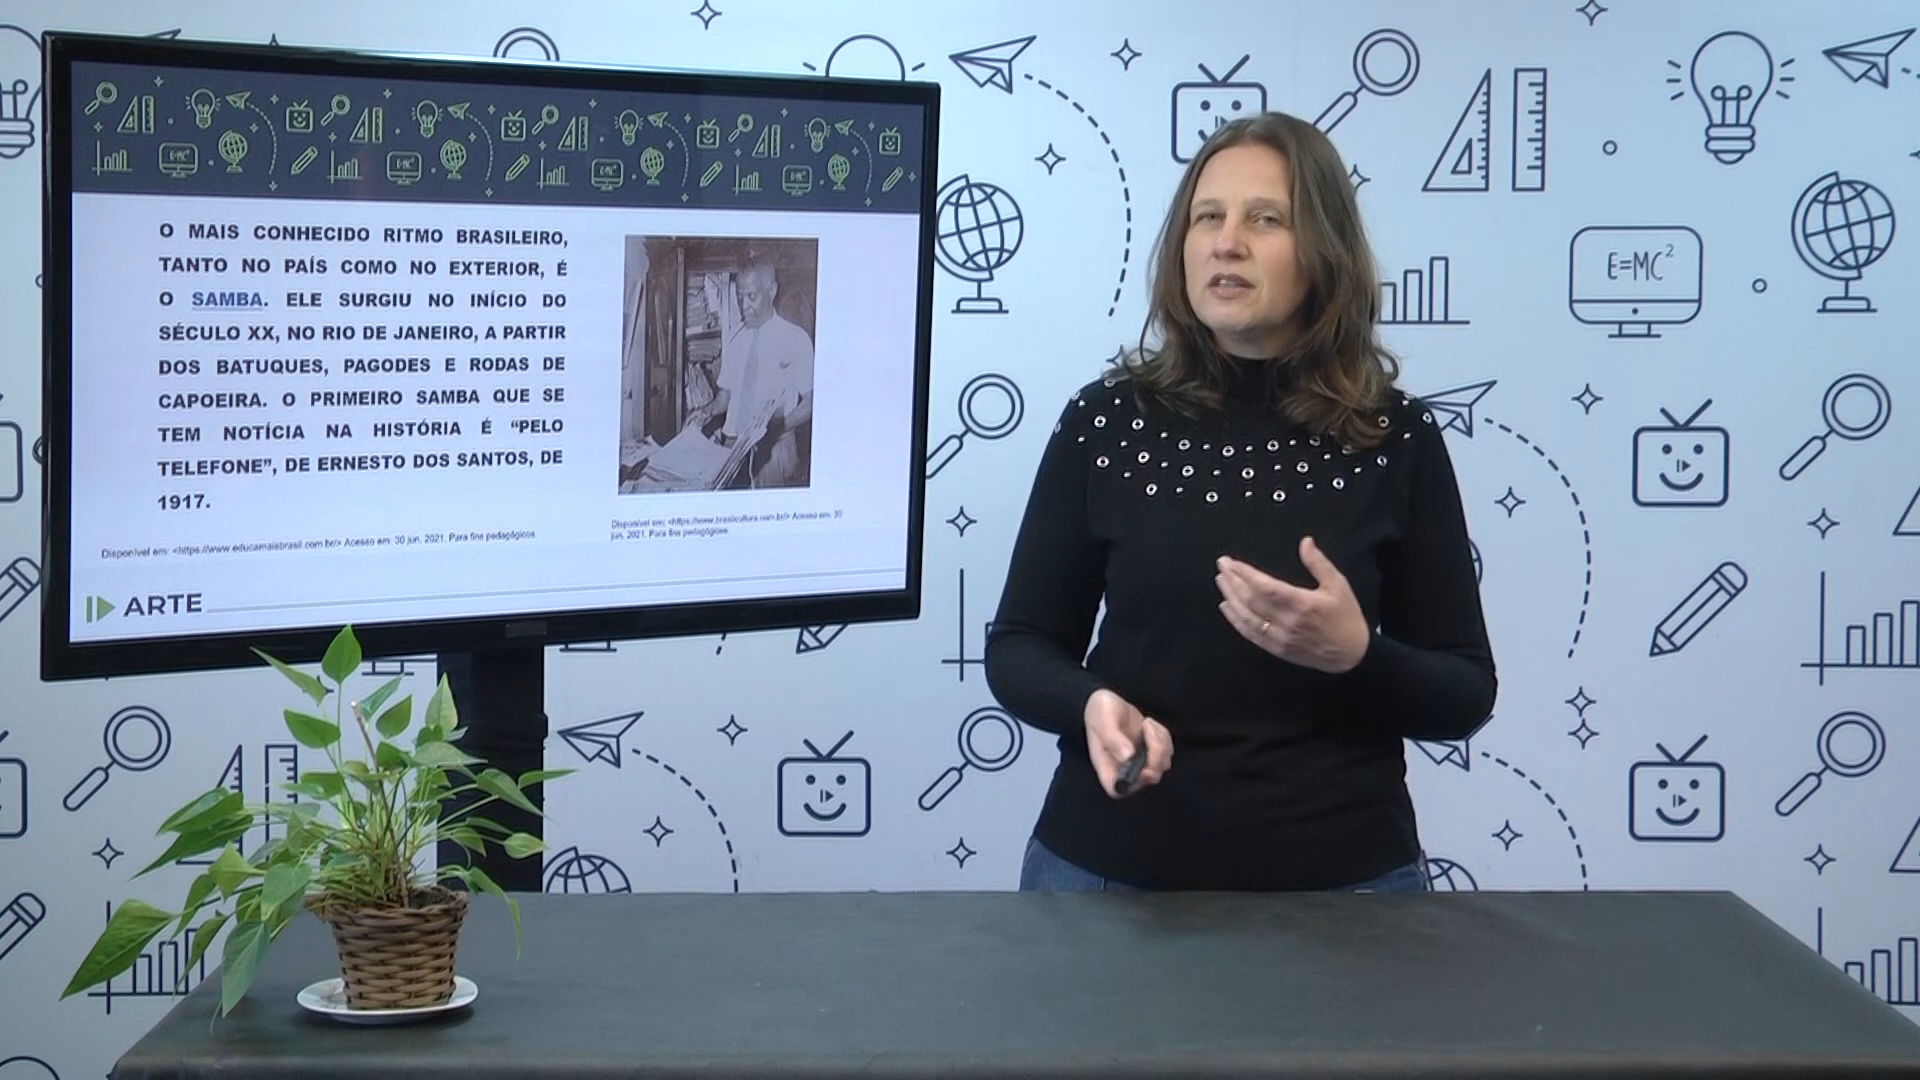 O MAIS CONHECIDO RITMO BRASILEIRO,
TANTO NO PAÍS COMO NO EXTERIOR, É
O SAMBA. ELE SURGIU NO INÍCIO DO
SÉCULO XX, NO RIO DE JANEIRO, A PARTIR
DOS BATUQUES, PAGODES E RODAS DE
CAPOEIRA. O PRIMEIRO SAMBA QUE SE
TEM NOTÍCIA NA HISTÓRIA É “PELO
TELEFONE”, DE ERNESTO DOS SANTOS, DE
1917.
Disponível em: <https://www.educamaisbrasil.com.br/> Acesso em: 30 jun. 2021. Para fins pedagógicos.
Disponível em: <https://www.brasilcultura.com.br/> Acesso em: 30
jun. 2021. Para fins pedagógicos.
ARTE
E=MC²
E=MC²
E=MC²
E=MC²
E=MC²